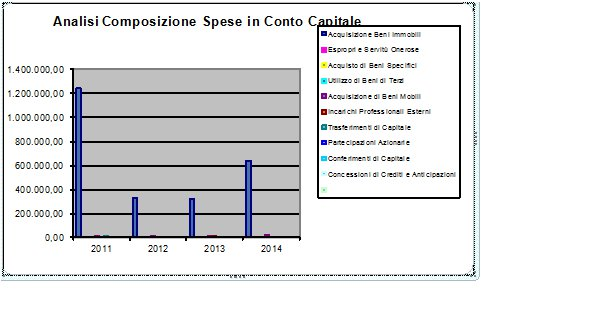 Analisi Composizione Spese in Conto Capitale
Acquisizione Beni Immobili
Espropri e Servitù Onerose
Acquisto di Beni Specifici
Utilizzo di Beni di Terzi
Acquisizione di Beni Mobili
Incarichi Professionali Esterni
Trasferimenti di Capitale
Partecipazioni Azionarie
Conferimenti di Capitale
Concessioni di Crediti e Anticipazioni
1.400.000,00
1.200.000,00
1.000.000,00
800.000,00
600.000,00
400.000,00
200.000,00
0,00
2011 2012 2013 2014